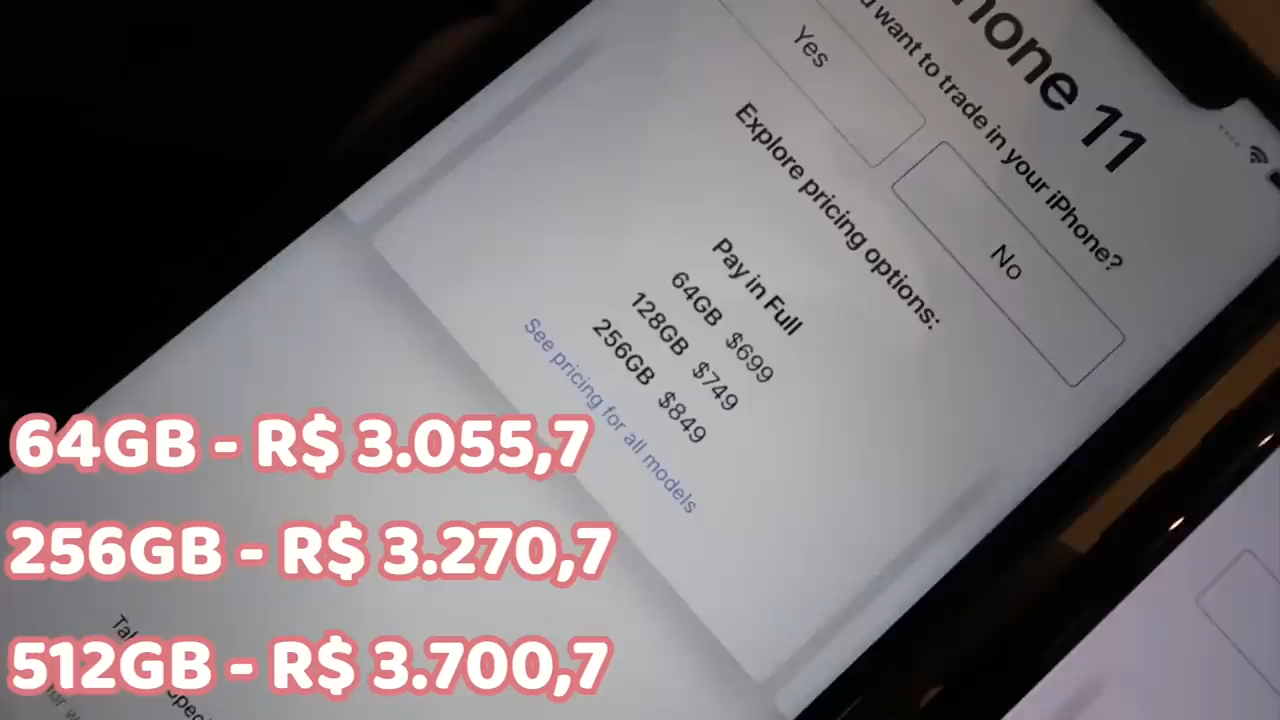 hone 11
u want to trade in your iPhone?
Yes
No
Explore pricing options:
Pay in Full
64GB $699
128GB $749
256GB $849
See pricing for all models
64GB - R$ 3.055,7
256GB - R$ 3.270,7
512GB - R$ 3.700,7